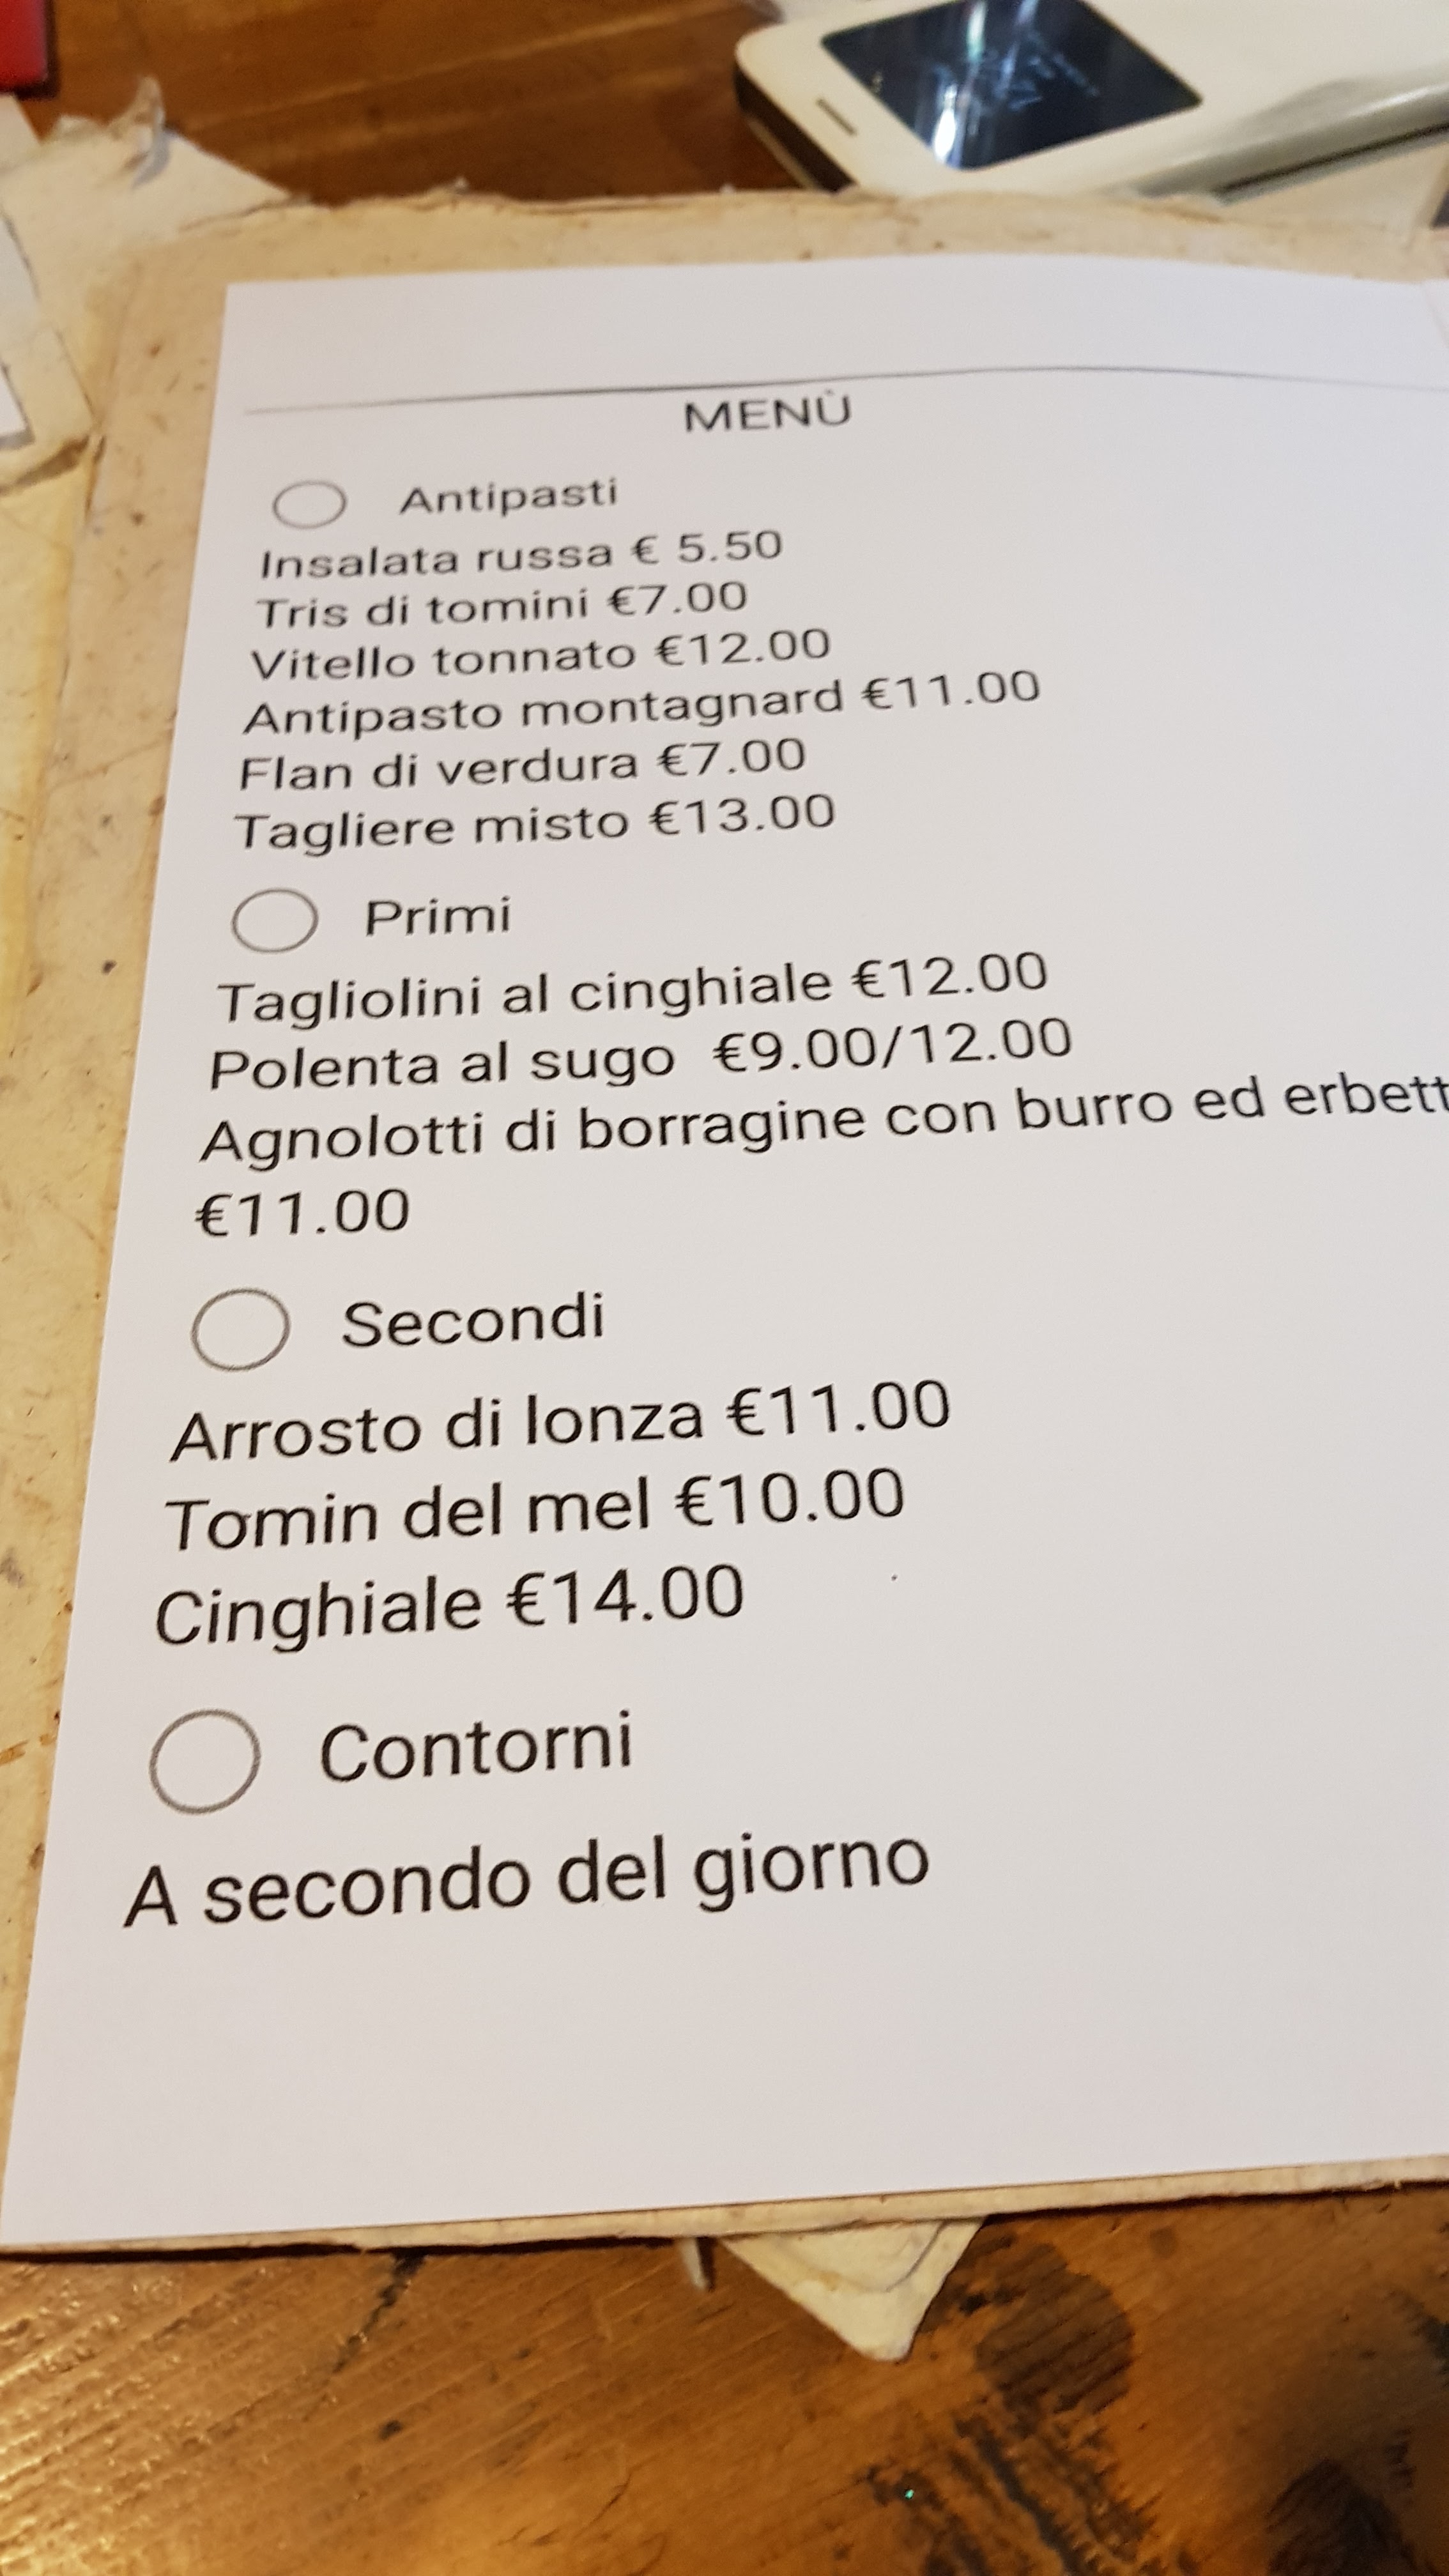 MENÙ
Antipasti
Insalata russa € 5.50
Tris di tomini €7.00
Vitello tonnato €12.00
Antipasto montagnard €11.00
Flan di verdura €7.00
Tagliere misto €13.00
Primi
Tagliolini al cinghiale €12.00
Polenta al sugo €9.00/12.00
Agnolotti di borragine con burro ed erbett
€11.00
Secondi
Arrosto di lonza €11.00
Tomin del mel €10.00
Cinghiale €14.00
Contorni
A secondo del giorno